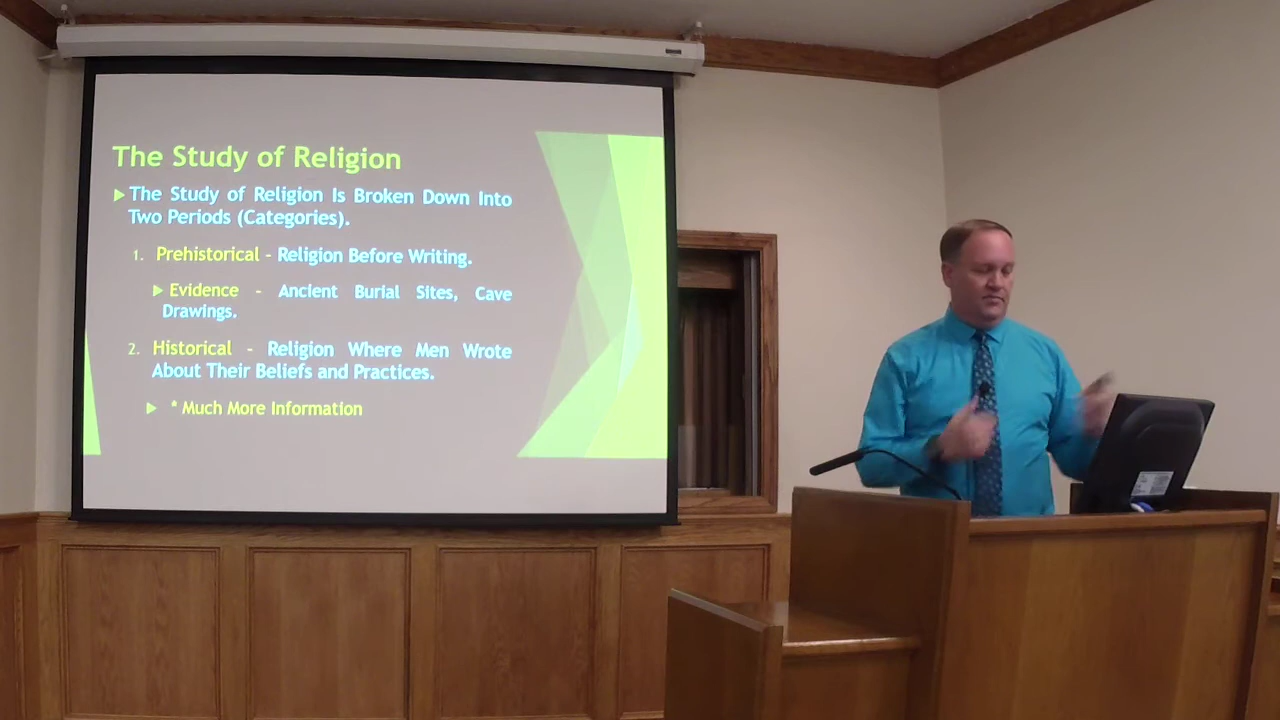 The Study of Religion
The Study of Religion Is Broken Down Into
Two Periods (Categories).
1. Prehistorical - Religion Before Writing.
Evidence - Ancient Burial Sites, Cave
Drawings.
2. Historical - Religion Where Men Wrote
About Their Beliefs and Practices.
* Much More Information